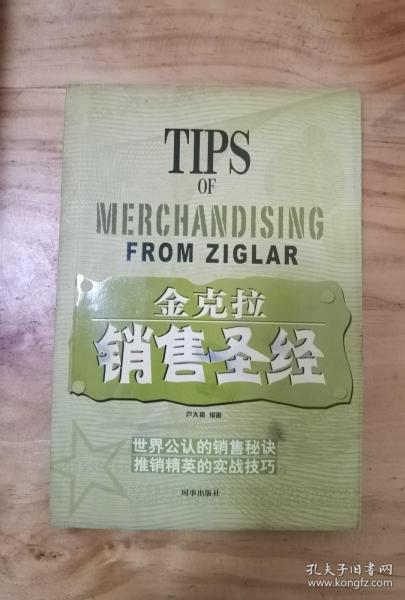 TIPS
OF
MERCHANDISING
FROM ZIGLAR
金克拉
销售圣经
世界公认的销售秘诀
推销精英的实战技巧
时事出版社
孔夫子旧书网
www.kongfz.com